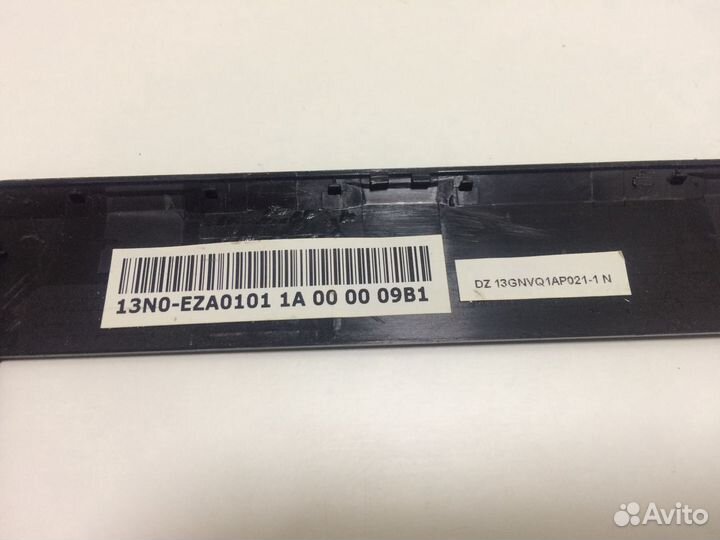 13N0-EZA0101 1A 00 00 09B1
DZ 13GNVQ1AP021-1 N
Avito